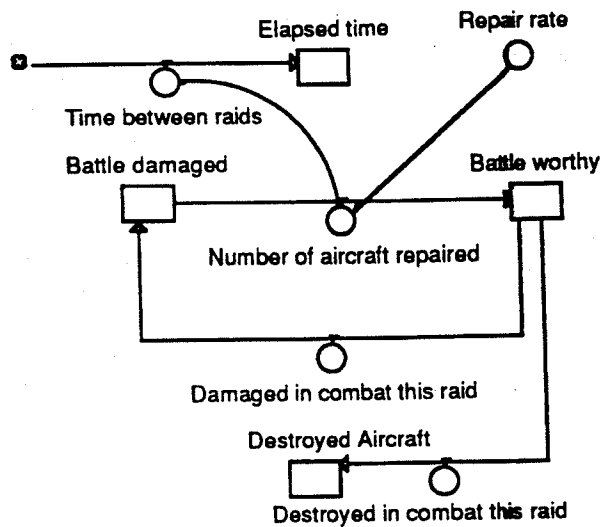 Elapsed time
Repair rate
Time between raids
Battle damaged
Battle worthy
Number of aircraft repaired
Damaged in combat this raid
Destroyed Aircraft
Destroyed in combat this raid